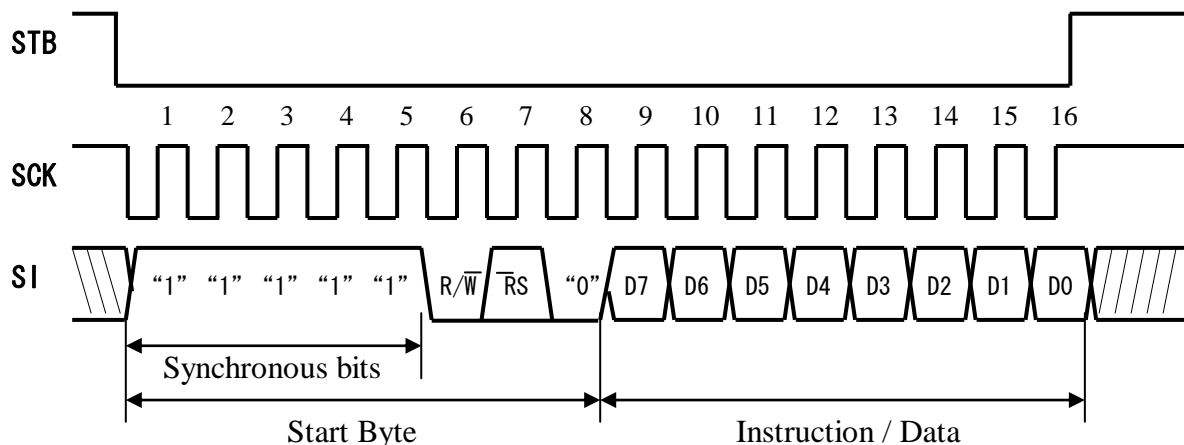 STB
1 2 3 4 5 6 7 8 9 10 11 12 13 14 15 16
SCK
SI “1” “1” “1” “1” “1” R/W̅ R̅S “0” D7 D6 D5 D4 D3 D2 D1 D0
Synchronous bits
Start Byte Instruction / Data